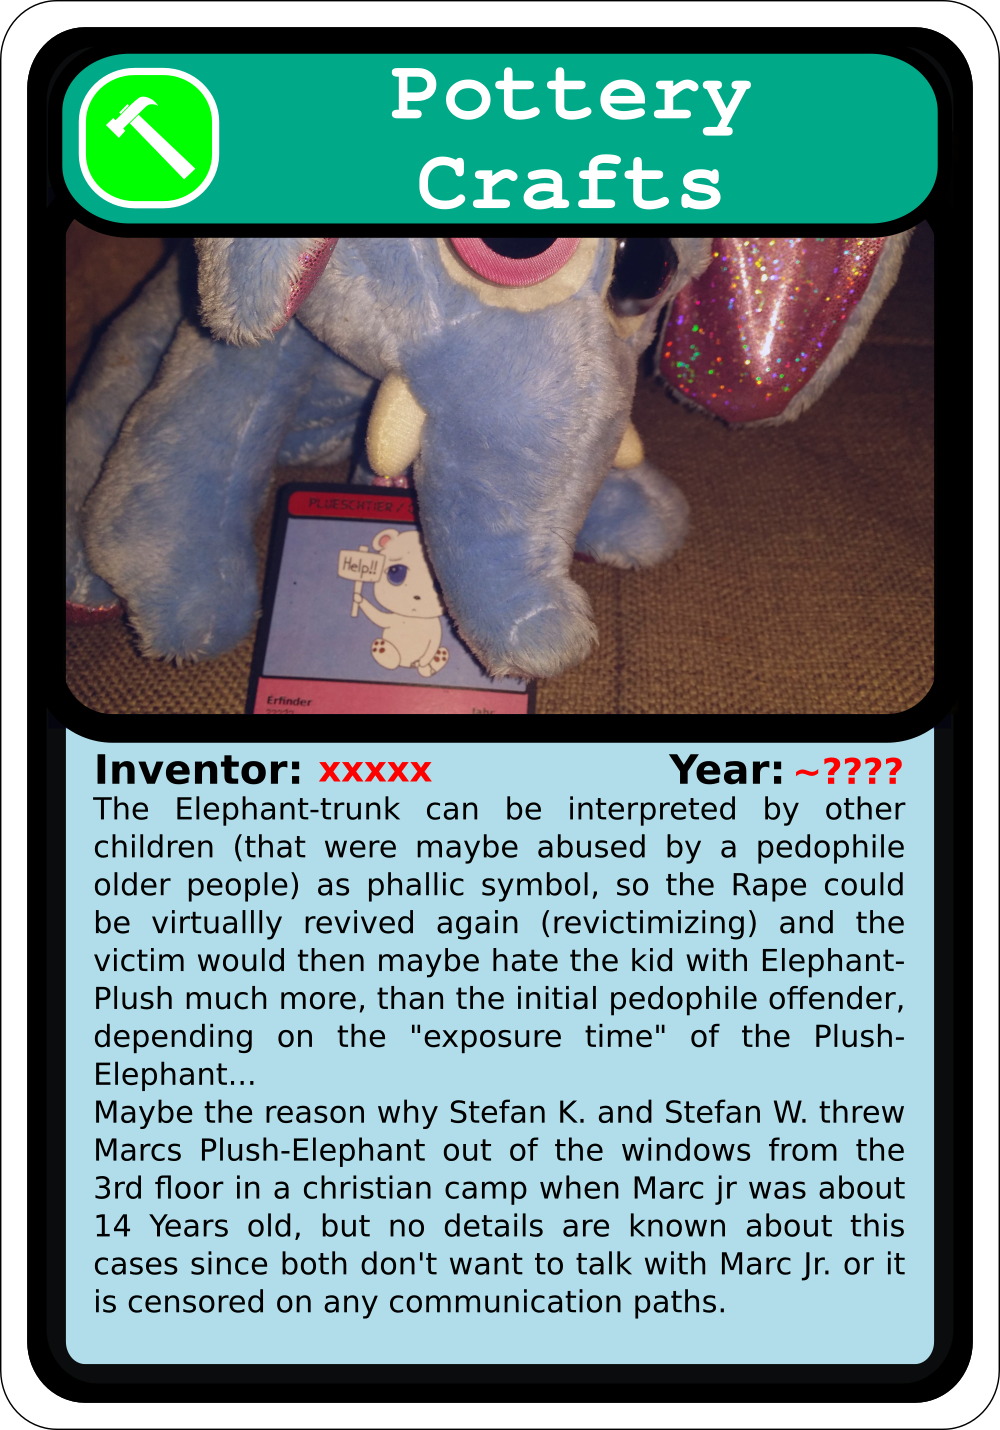 Pottery
Crafts
PLUESCHTIER /
Help!!
Erfinder
Jahr
Inventor: xxxxx Year: ~????
The Elephant-trunk can be interpreted by other
children (that were maybe abused by a pedophile
older people) as phallic symbol, so the Rape could
be virtuallly revived again (revictimizing) and the
victim would then maybe hate the kid with Elephant-
Plush much more, than the initial pedophile offender,
depending on the "exposure time" of the Plush-
Elephant...
Maybe the reason why Stefan K. and Stefan W. threw
Marcs Plush-Elephant out of the windows from the
3rd floor in a christian camp when Marc jr was about
14 Years old, but no details are known about this
cases since both don't want to talk with Marc Jr. or it
is censored on any communication paths.